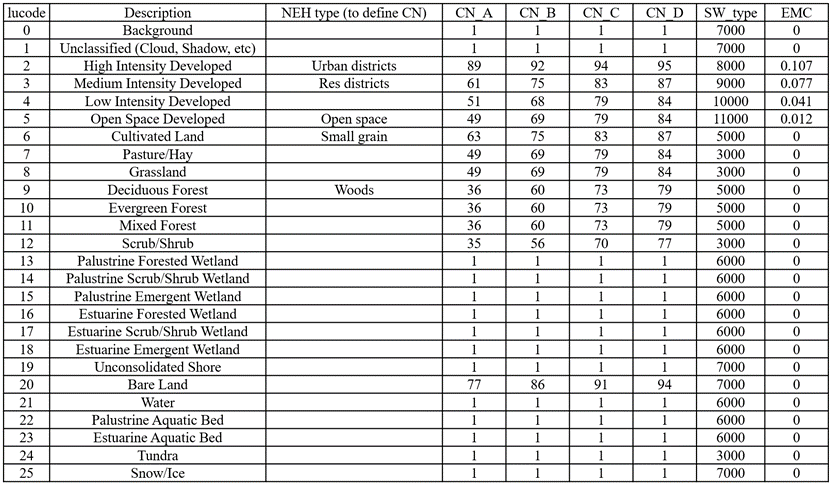 lucode Description NEH type (to define CN) CN_A CN_B CN_C CN_D SW_type EMC
0 Background 1 1 1 1 7000 0
1 Unclassified (Cloud, Shadow, etc) 1 1 1 1 7000 0
2 High Intensity Developed Urban districts 89 92 94 95 8000 0.107
3 Medium Intensity Developed Res districts 61 75 83 87 9000 0.077
4 Low Intensity Developed 51 68 79 84 10000 0.041
5 Open Space Developed Open space 49 69 79 84 11000 0.012
6 Cultivated Land Small grain 63 75 83 87 5000 0
7 Pasture/Hay 49 69 79 84 3000 0
8 Grassland 49 69 79 84 3000 0
9 Deciduous Forest Woods 36 60 73 79 5000 0
10 Evergreen Forest 36 60 73 79 5000 0
11 Mixed Forest 36 60 73 79 5000 0
12 Scrub/Shrub 35 56 70 77 3000 0
13 Palustrine Forested Wetland 1 1 1 1 6000 0
14 Palustrine Scrub/Shrub Wetland 1 1 1 1 6000 0
15 Palustrine Emergent Wetland 1 1 1 1 6000 0
16 Estuarine Forested Wetland 1 1 1 1 6000 0
17 Estuarine Scrub/Shrub Wetland 1 1 1 1 6000 0
18 Estuarine Emergent Wetland 1 1 1 1 6000 0
19 Unconsolidated Shore 1 1 1 1 7000 0
20 Bare Land 77 86 91 94 7000 0
21 Water 1 1 1 1 6000 0
22 Palustrine Aquatic Bed 1 1 1 1 6000 0
23 Estuarine Aquatic Bed 1 1 1 1 6000 0
24 Tundra 1 1 1 1 3000 0
25 Snow/Ice 1 1 1 1 7000 0